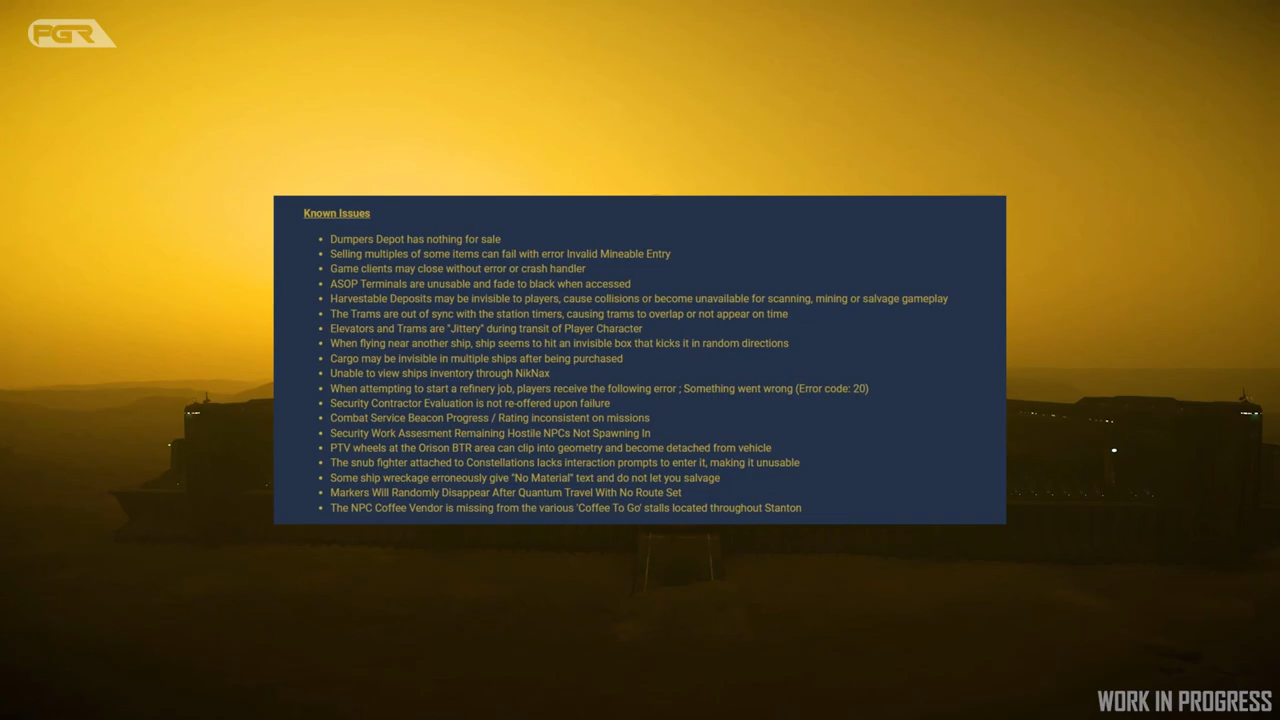 PGR
Known Issues
• Dumpers Depot has nothing for sale
• Selling multiples of some items can fail with error Invalid Mineable Entry
• Game clients may close without error or crash handler
• ASOP Terminals are unusable and fade to black when accessed
• Harvestable Deposits may be invisible to players, cause collisions or become unavailable for scanning, mining or salvage gameplay
• The Trams are out of sync with the station timers, causing trams to overlap or not appear on time
• Elevators and Trams are "Jittery" during transit of Player Character
• When flying near another ship, ship seems to hit an invisible box that kicks it in random directions
• Cargo may be invisible in multiple ships after being purchased
• Unable to view ships inventory through NikNax
• When attempting to start a refinery job, players receive the following error ; Something went wrong (Error code: 20)
• Security Contractor Evaluation is not re-offered upon failure
• Combat Service Beacon Progress / Rating inconsistent on missions
• Security Work Assesment Remaining Hostile NPCs Not Spawning In
• PTV wheels at the Orison BTR area can clip into geometry and become detached from vehicle
• The snub fighter attached to Constellations lacks interaction prompts to enter it, making it unusable
• Some ship wreckage erroneously give "No Material" text and do not let you salvage
• Markers Will Randomly Disappear After Quantum Travel With No Route Set
• The NPC Coffee Vendor is missing from the various 'Coffee To Go' stalls located throughout Stanton
WORK IN PROGRESS